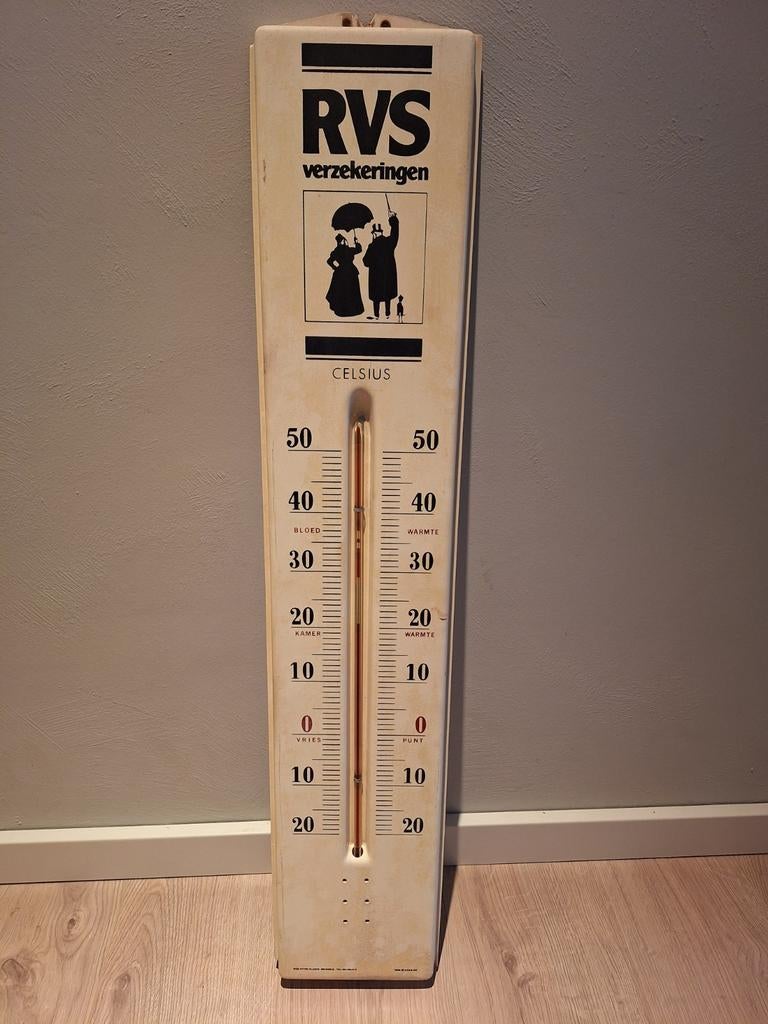 RVS
verzekeringen
CELSIUS
50 50
40 40
BLOED WARMTE
30 30
20 20
KAMER WARMTE
10 10
0 0
VRIES PUNT
10 10
20 20